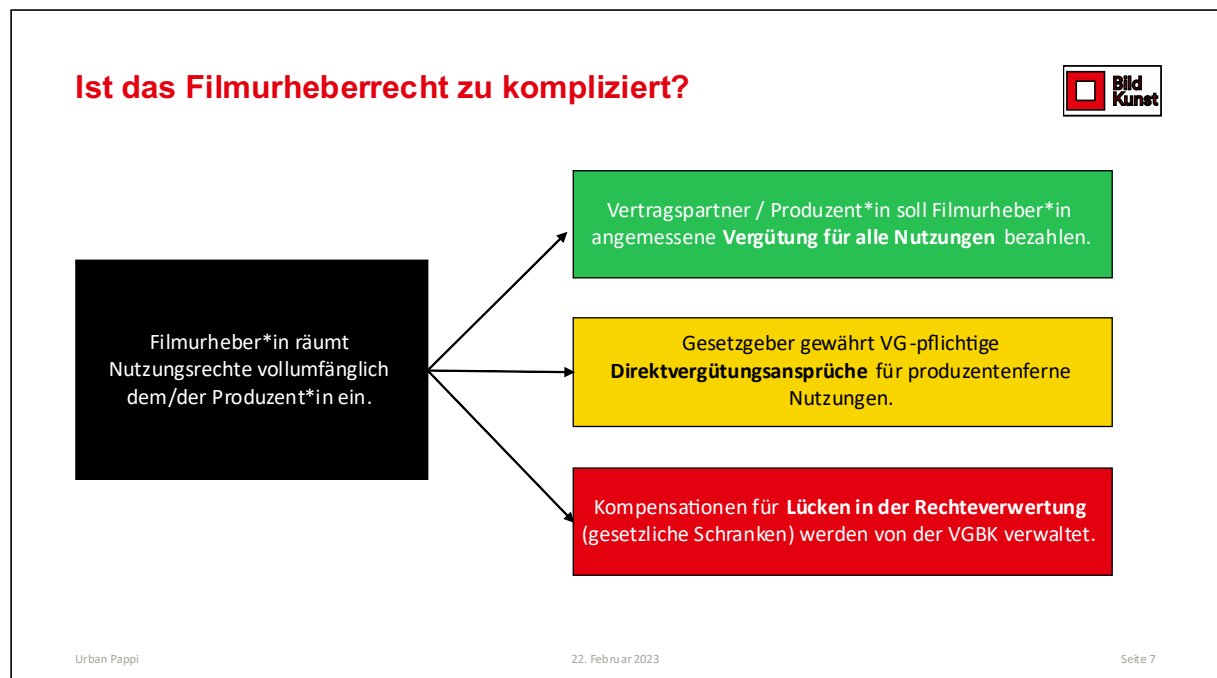 Ist das Filmurheberrecht zu kompliziert?
Bild
Kunst
Filmurheber*in räumt
Nutzungsrechte vollumfänglich
dem/der Produzent*in ein.
Vertragspartner / Produzent*in soll Filmurheber*in
angemessene Vergütung für alle Nutzungen bezahlen.
Gesetzgeber gewährt VG-pflichtige
Direktvergütungsansprüche für produzentenferne
Nutzungen.
Kompensationen für Lücken in der Rechteverwertung
(gesetzliche Schranken) werden von der VGBK verwaltet.
Urban Pappi
22. Februar 2023
Seite 7